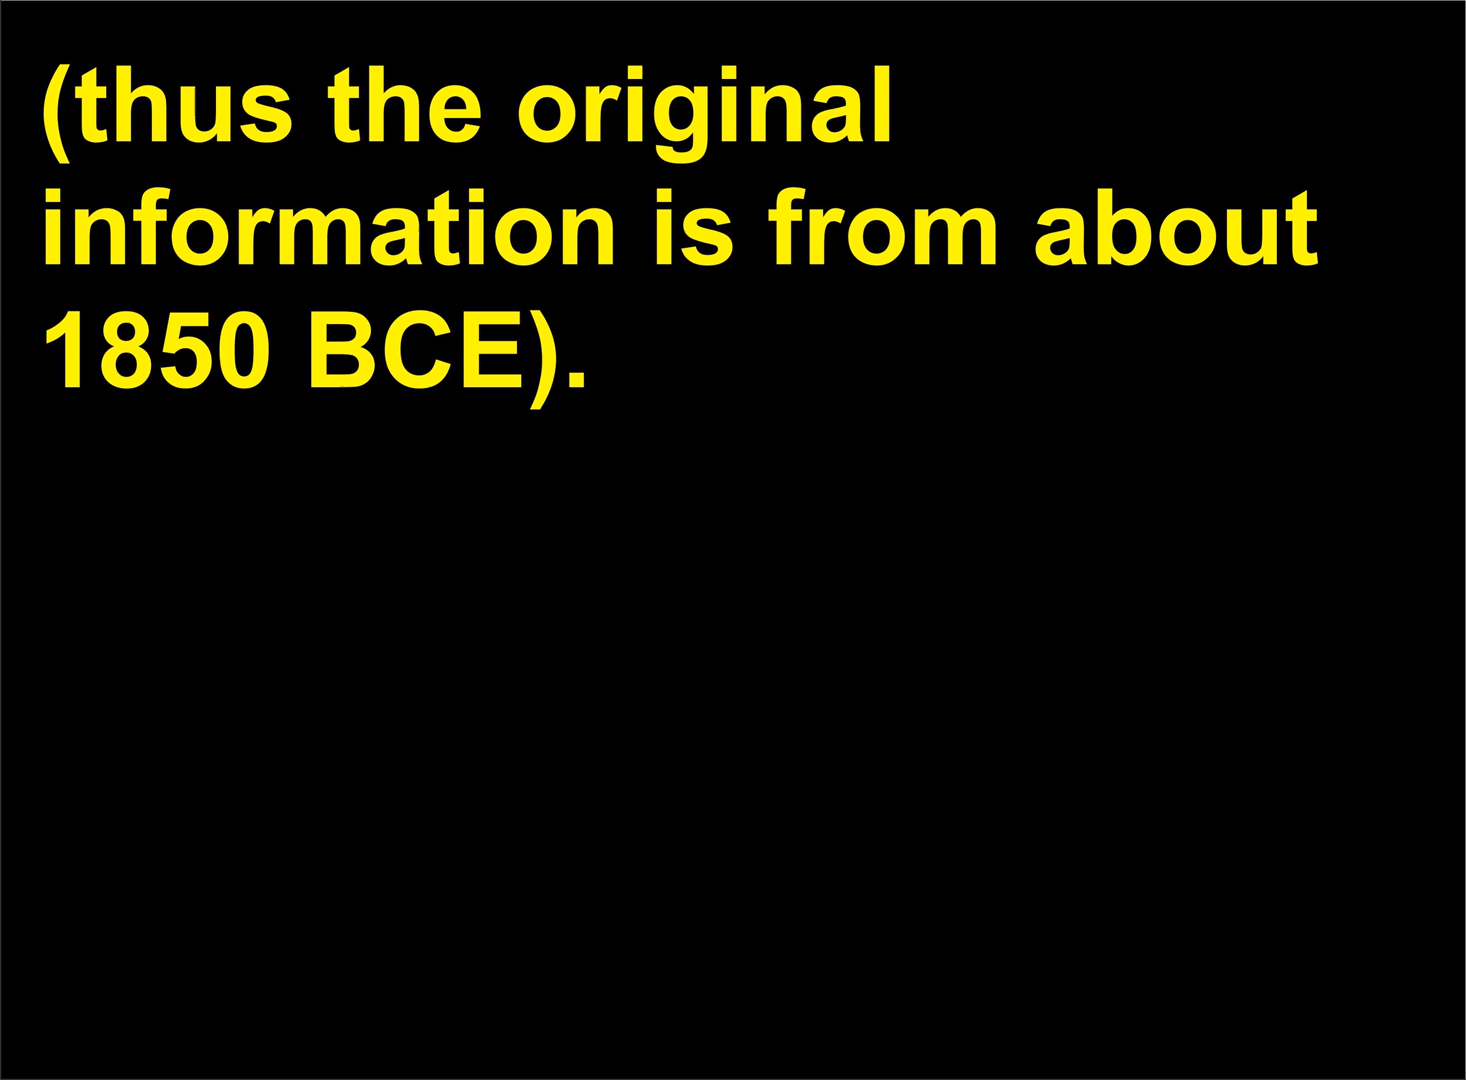 (thus the original
information is from about
1850 BCE).